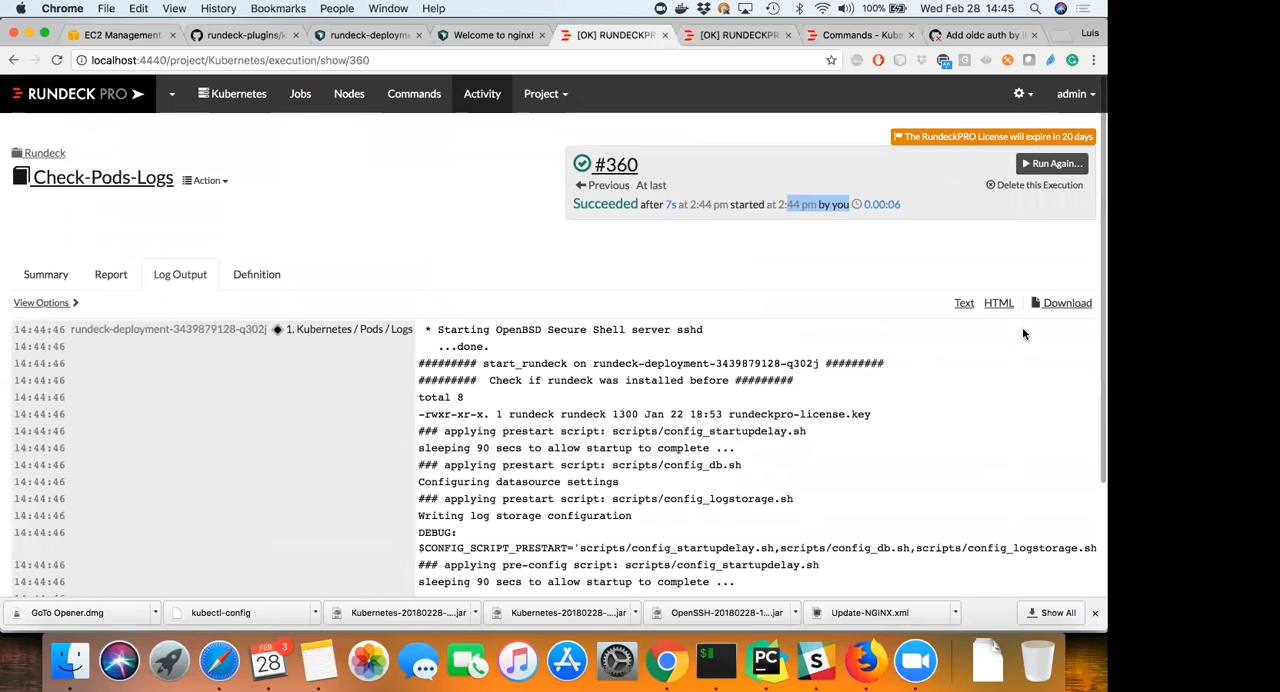 Chrome File Edit View History Bookmarks People Window Help 100% Wed Feb 28 14:45
EC2 Management rundeck-plugins/k rundeck-deploym Welcome to nginx! [OK] RUNDECKPR [OK] RUNDECKPR Commands - Kube Add oidc auth by l Luis
localhost:4440/project/Kubernetes/execution/show/360
RUNDECK PRO Kubernetes Jobs Nodes Commands Activity Project admin
The RundeckPRO License will expire in 20 days
Rundeck
Check-Pods-Logs Action
#360 Run Again...
Previous At last Delete this Execution
Succeeded after 7s at 2:44 pm started at 2:44 pm by you 0.00:06
Summary Report Log Output Definition
View Options Text HTML Download
14:44:46 rundeck-deployment-3439879128-q302j 1. Kubernetes / Pods / Logs * Starting OpenBSD Secure Shell server sshd
14:44:46 ...done.
14:44:46 ######### start_rundeck on rundeck-deployment-3439879128-q302j #########
14:44:46 ######### Check if rundeck was installed before #########
14:44:46 total 8
14:44:46 -rwxr-xr-x. 1 rundeck rundeck 1300 Jan 22 18:53 rundeckpro-license.key
14:44:46 ### applying prestart script: scripts/config_startupdelay.sh
14:44:46 sleeping 90 secs to allow startup to complete ...
14:44:46 ### applying prestart script: scripts/config_db.sh
14:44:46 Configuring datasource settings
14:44:46 ### applying prestart script: scripts/config_logstorage.sh
14:44:46 Writing log storage configuration
14:44:46 DEBUG:
$CONFIG_SCRIPT_PRESTART='scripts/config_startupdelay.sh,scripts/config_db.sh,scripts/config_logstorage.sh
14:44:46 ### applying pre-config script: scripts/config_startupdelay.sh
14:44:46 sleeping 90 secs to allow startup to complete ...
GoTo Opener.dmg kubectl-config Kubernetes-20180228-....jar Kubernetes-20180228-....jar OpenSSH-20180228-1....jar Update-NGINX.xml Show All
FEB 3
28
$
PC
S